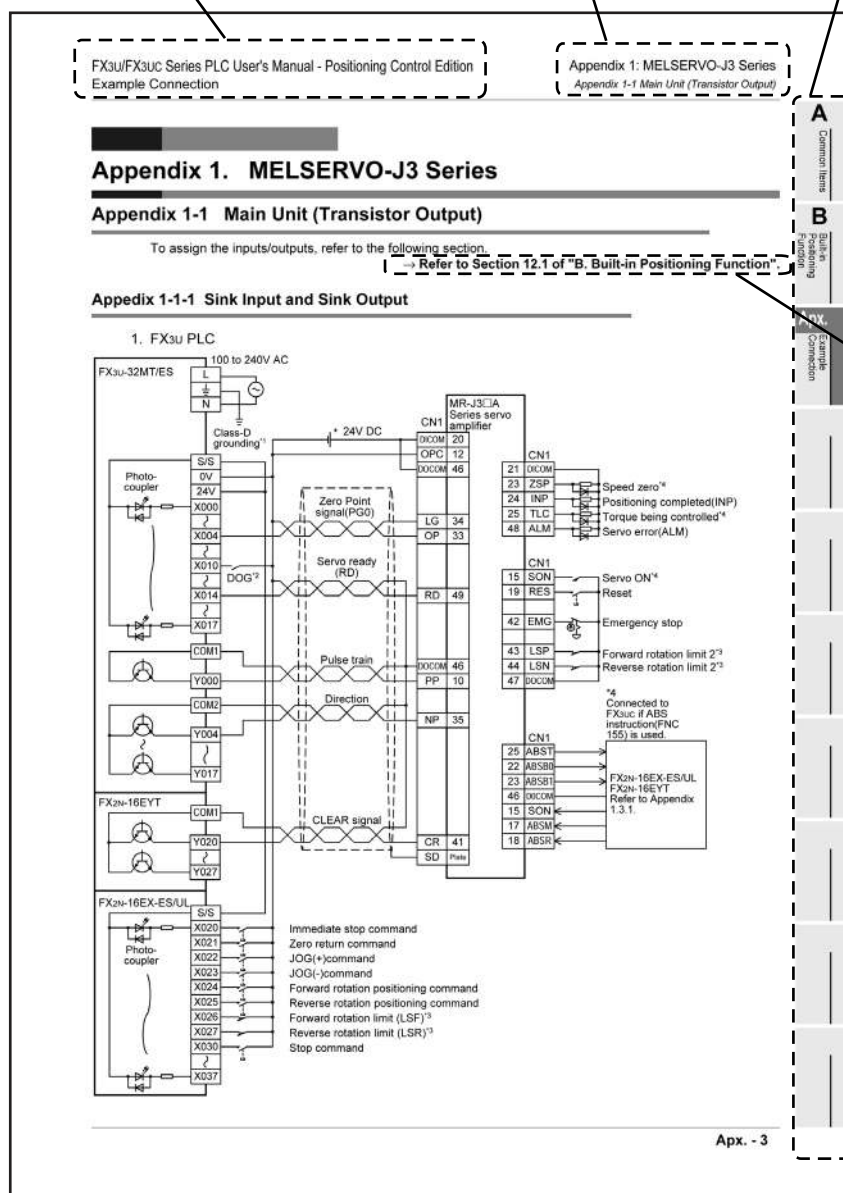 FX3U/FX3UC Series PLC User's Manual - Positioning Control Edition
Example Connection
Appendix 1: MELSERVO-J3 Series
Appendix 1-1 Main Unit (Transistor Output)
A
Common Items
B
Built-in
Positioning
Function
Apx.
Example
Connection
Appendix 1. MELSERVO-J3 Series
Appendix 1-1 Main Unit (Transistor Output)
To assign the inputs/outputs, refer to the following section.
→ Refer to Section 12.1 of "B. Built-in Positioning Function".
Appedix 1-1-1 Sink Input and Sink Output
1. FX3U PLC
FX3U-32MT/ES
100 to 240V AC
L
N
Class-D
grounding*1
S/S
0V
24V
Photo-
coupler
X000
X004
X010
X014
X017
DOG*2
COM1
Y000
COM2
Y004
Y017
FX2N-16EYT
COM1
Y020
Y027
FX2N-16EX-ES/UL
S/S
X020
X021
X022
X023
X024
X025
X026
X027
X030
X037
Photo-
coupler
Immediate stop command
Zero return command
JOG(+)command
JOG(-)command
Forward rotation positioning command
Reverse rotation positioning command
Forward rotation limit (LSF)*3
Reverse rotation limit (LSR)*3
Stop command
* 24V DC
Zero Point
signal(PG0)
Servo ready
(RD)
Pulse train
Direction
CLEAR signal
MR-J3□A
Series servo
amplifier
CN1
DICOM 20
OPC 12
DOCOM 46
LG 34
OP 33
RD 49
DOCOM 46
PP 10
NP 35
CR 41
SD Plate
CN1
21 DICOM
23 ZSP Speed zero*4
24 INP Positioning completed(INP)
25 TLC Torque being controlled*4
48 ALM Servo error(ALM)
CN1
15 SON Servo ON*4
19 RES Reset
42 EMG Emergency stop
43 LSP Forward rotation limit 2*3
44 LSN Reverse rotation limit 2*3
47 DOCOM
*4
Connected to
FX3UC if ABS
instruction(FNC
155) is used.
CN1
25 ABST
22 ABSB0
23 ABSB1
46 DOCOM
15 SON
17 ABSM
18 ABSR
FX2N-16EX-ES/UL
FX2N-16EYT
Refer to Appendix
1.3.1.
Apx. - 3